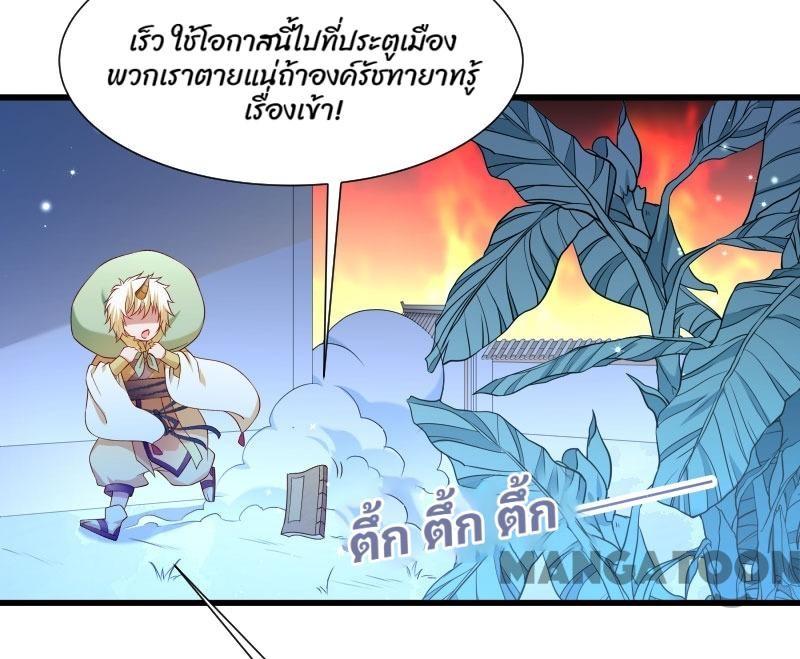 เร็ว ใช้โอกาสนี้ไปที่ประตูเมือง
พวกเราตายแน่ถ้าองค์รัชทายาทรู้
เรื่องเข้า!
ตึ้ก ตึ้ก ตึ้ก
MANGATOON